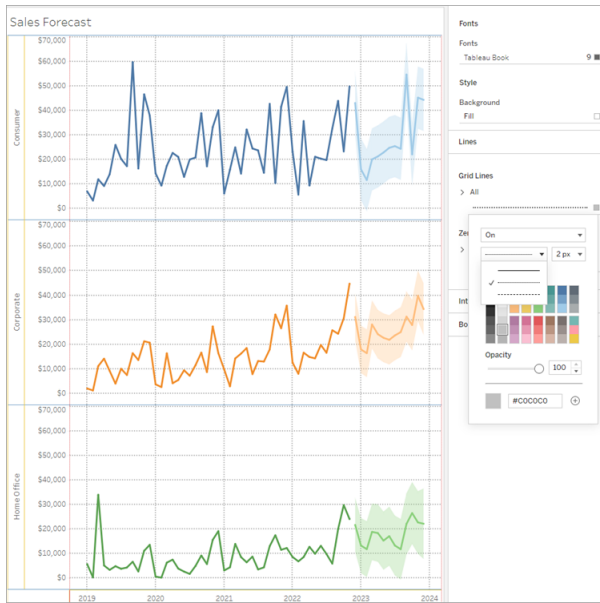 Sales Forecast
Consumer
$70,000
$60,000
$50,000
$40,000
$30,000
$20,000
$10,000
$0
Corporate
$70,000
$60,000
$50,000
$40,000
$30,000
$20,000
$10,000
$0
Home Office
$70,000
$60,000
$50,000
$40,000
$30,000
$20,000
$10,000
$0
2019 2020 2021 2022 2023 2024
Fonts
Fonts
Tableau Book 9
Style
Background
Fill
Lines
Grid Lines
All
On
2 px
Opacity
100
#C0C0C0